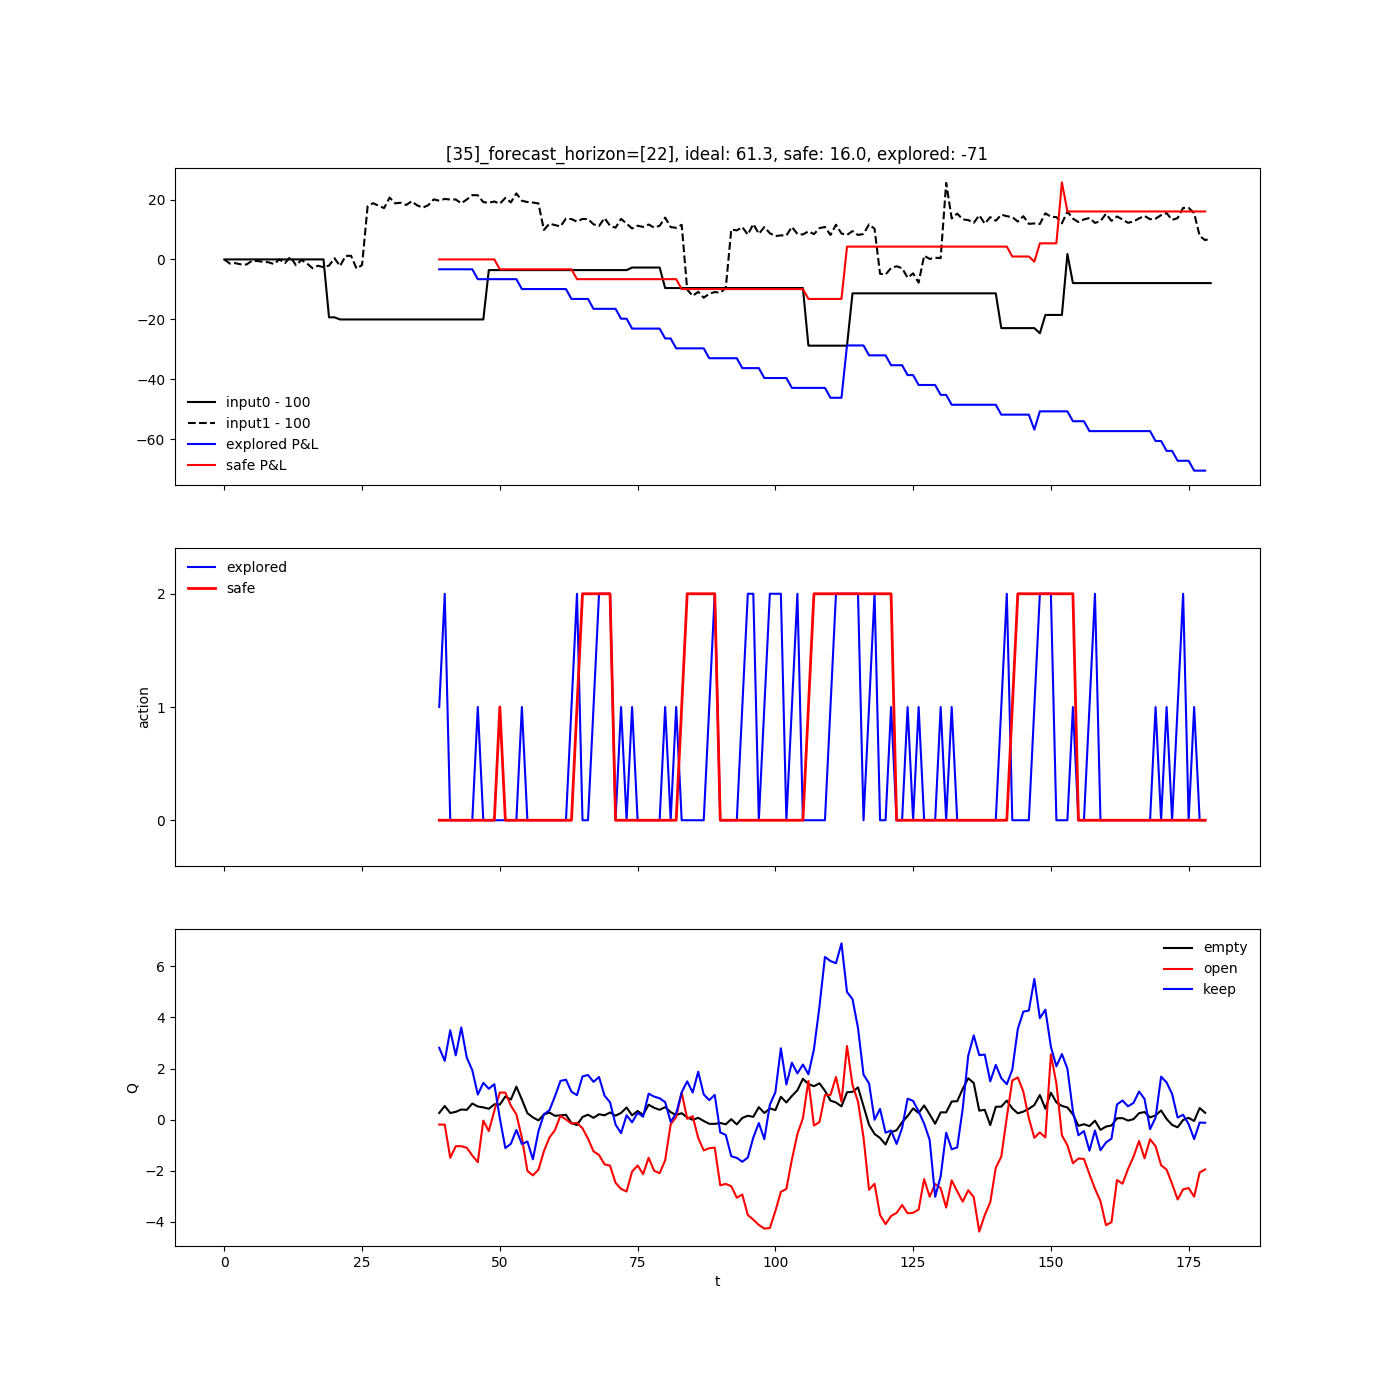 [35]_forecast_horizon=[22], ideal: 61.3, safe: 16.0, explored: -71
20
0
−20
−40
−60
input0 - 100
input1 - 100
explored P&L
safe P&L
explored
safe
2
1
0
action
empty
open
keep
6
4
2
0
−2
−4
Q
0 25 50 75 100 125 150 175
t